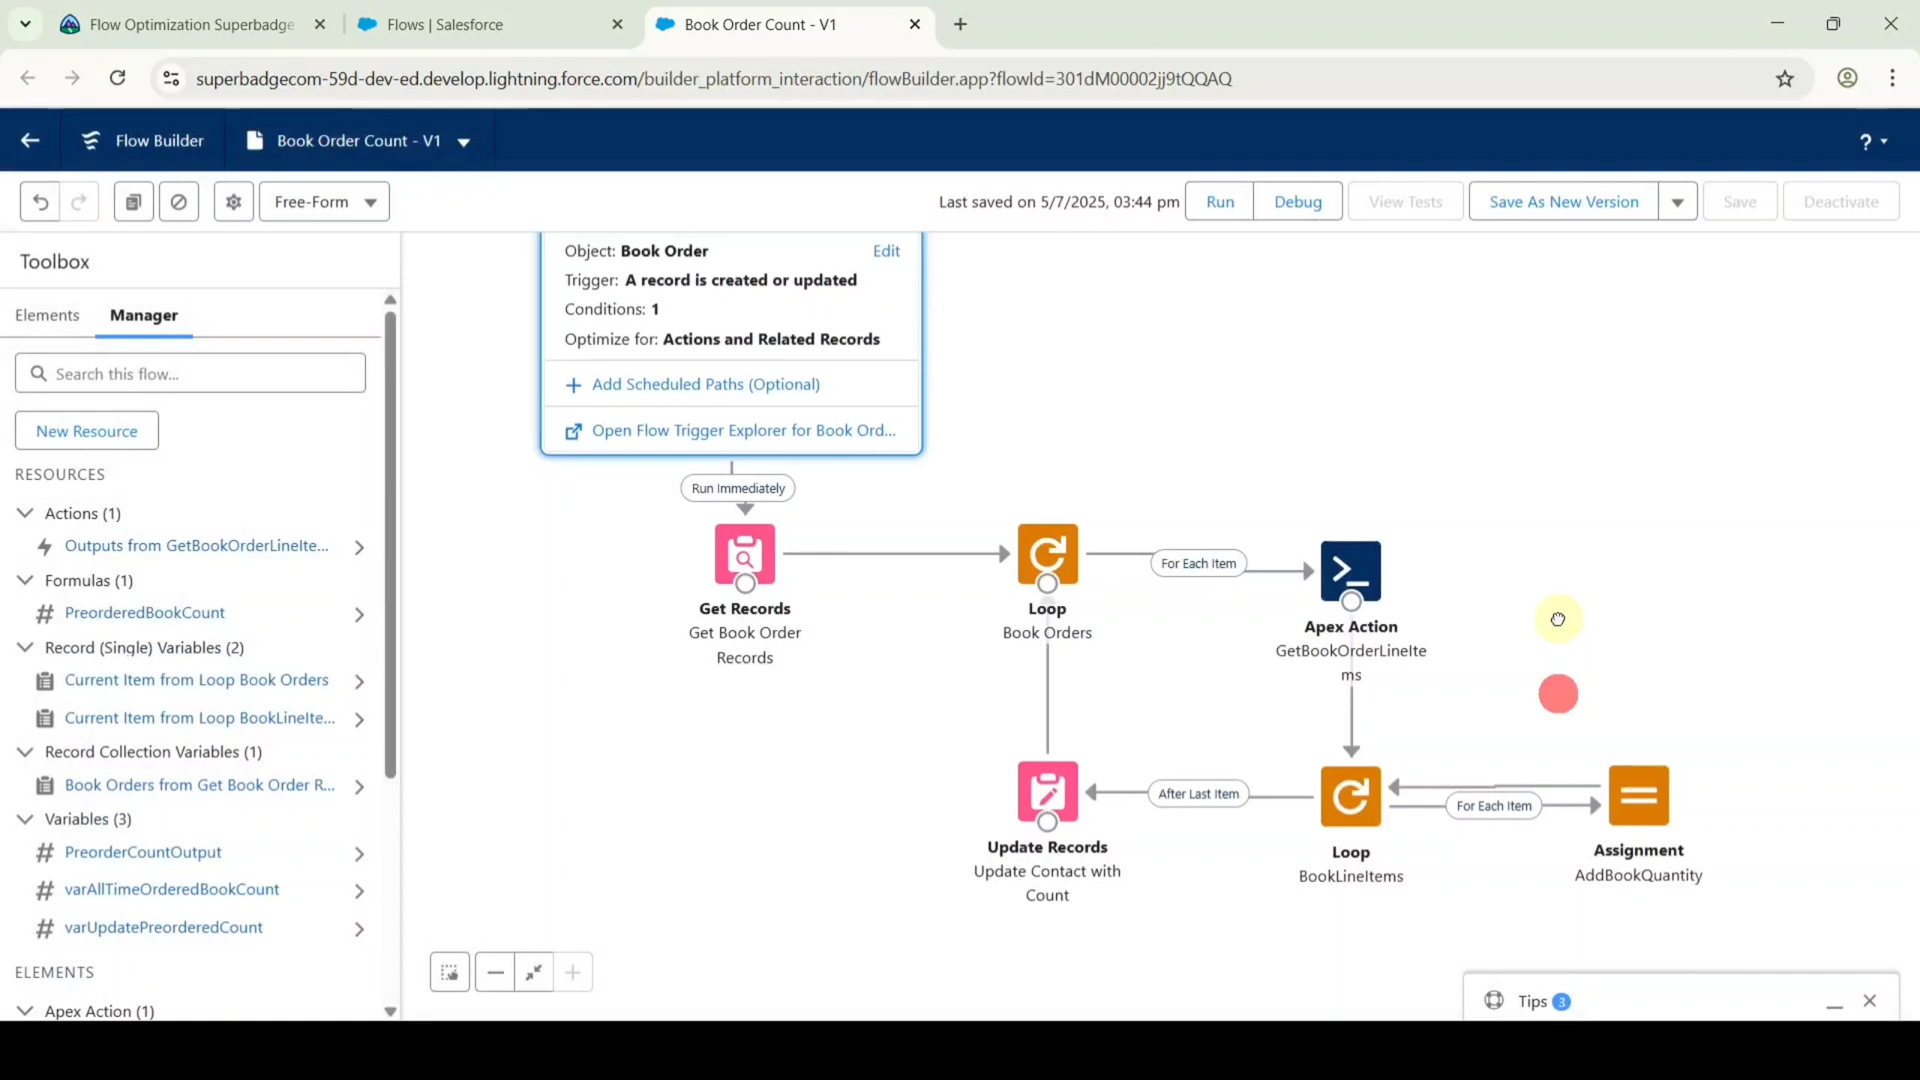 Flow Optimization Superbadge
Flows | Salesforce
Book Order Count - V1
superbadgecom-59d-dev-ed.develop.lightning.force.com/builder_platform_interaction/flowBuilder.app?flowId=301dM00002jj9tQQAQ
Flow Builder
Book Order Count - V1
?
Free-Form
Last saved on 5/7/2025, 03:44 pm
Run
Debug
View Tests
Save As New Version
Save
Deactivate
Toolbox
Elements
Manager
Search this flow...
New Resource
RESOURCES
Actions (1)
Outputs from GetBookOrderLineIte...
Formulas (1)
PreorderedBookCount
Record (Single) Variables (2)
Current Item from Loop Book Orders
Current Item from Loop BookLineIte...
Record Collection Variables (1)
Book Orders from Get Book Order R...
Variables (3)
PreorderCountOutput
varAllTimeOrderedBookCount
varUpdatePreorderedCount
ELEMENTS
Apex Action (1)
Object: Book Order
Edit
Trigger: A record is created or updated
Conditions: 1
Optimize for: Actions and Related Records
Add Scheduled Paths (Optional)
Open Flow Trigger Explorer for Book Ord...
Run Immediately
Get Records
Get Book Order
Records
Loop
Book Orders
For Each Item
Apex Action
GetBookOrderLineIte
ms
Update Records
Update Contact with
Count
After Last Item
Loop
BookLineItems
For Each Item
Assignment
AddBookQuantity
Tips 3